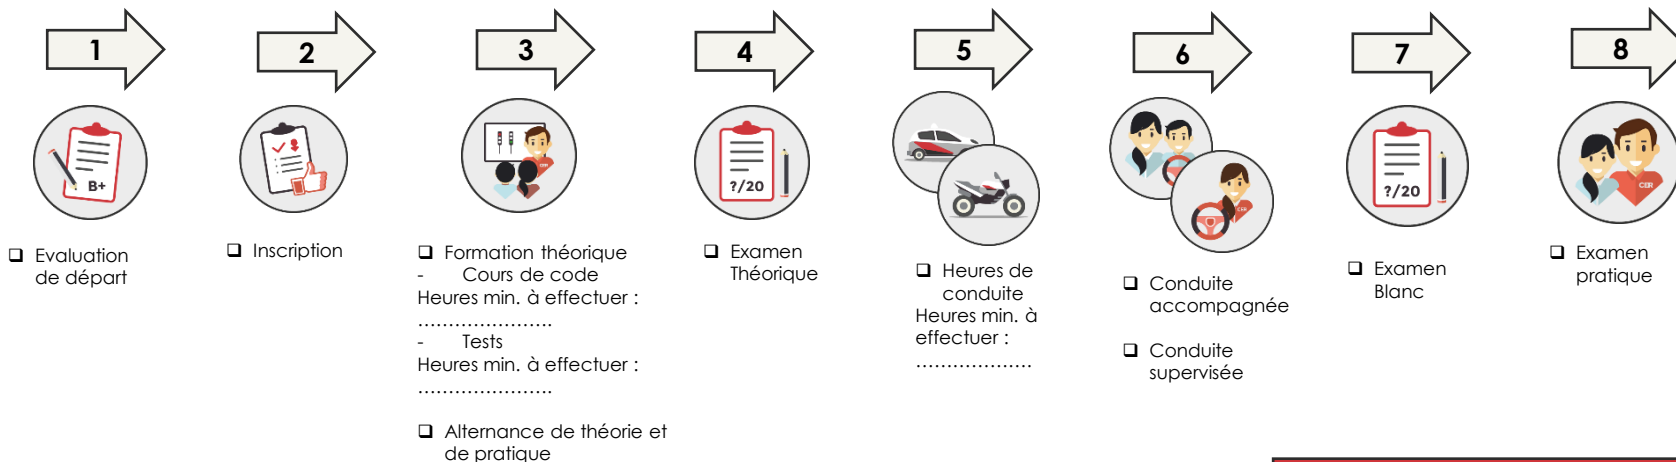 1
2
3
4
5
6
7
8
B+
?/20
?/20
CER
CER
CER
❑ Evaluation
de départ
❑ Inscription
❑ Formation théorique
- Cours de code
Heures min. à effectuer :
......................
- Tests
Heures min. à effectuer :
......................
❑ Alternance de théorie et
de pratique
❑ Examen
Théorique
❑ Heures de
conduite
Heures min. à
effectuer :
...................
❑ Conduite
accompagnée
❑ Conduite
supervisée
❑ Examen
Blanc
❑ Examen
pratique